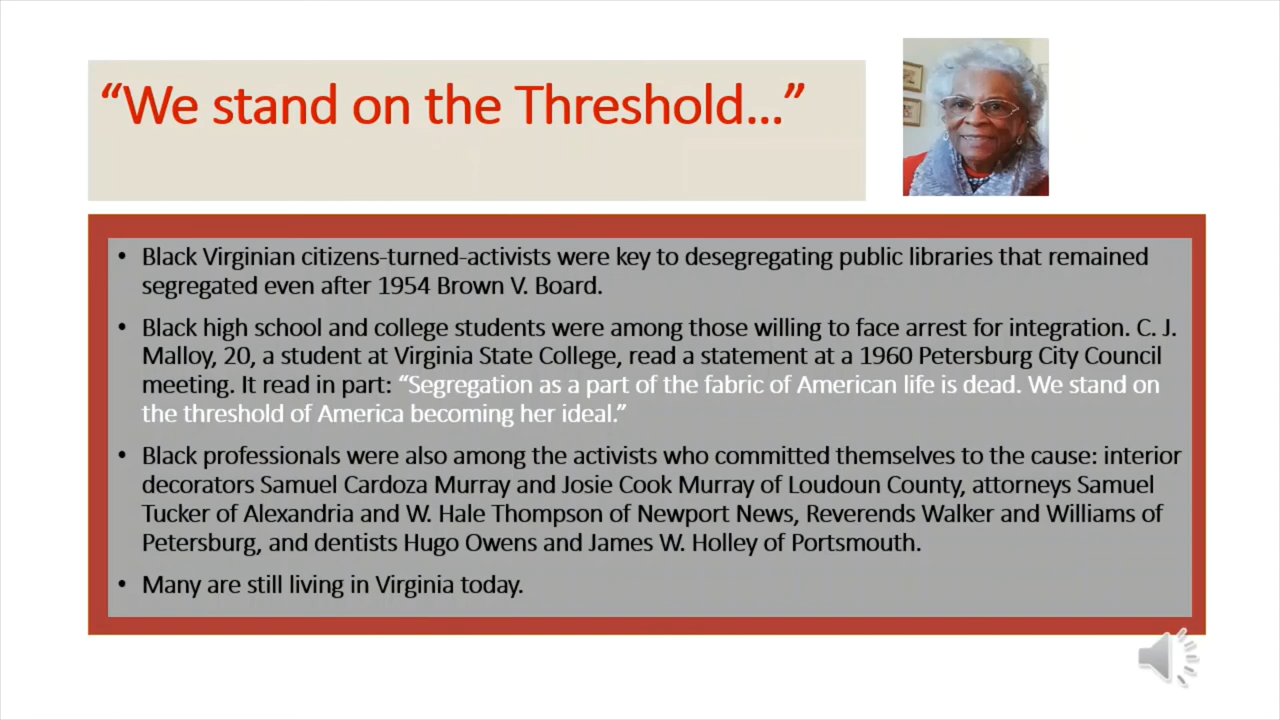 “We stand on the Threshold...”
• Black Virginian citizens-turned-activists were key to desegregating public libraries that remained
segregated even after 1954 Brown V. Board.
• Black high school and college students were among those willing to face arrest for integration. C. J.
Malloy, 20, a student at Virginia State College, read a statement at a 1960 Petersburg City Council
meeting. It read in part: “Segregation as a part of the fabric of American life is dead. We stand on
the threshold of America becoming her ideal.”
• Black professionals were also among the activists who committed themselves to the cause: interior
decorators Samuel Cardoza Murray and Josie Cook Murray of Loudoun County, attorneys Samuel
Tucker of Alexandria and W. Hale Thompson of Newport News, Reverends Walker and Williams of
Petersburg, and dentists Hugo Owens and James W. Holley of Portsmouth.
• Many are still living in Virginia today.